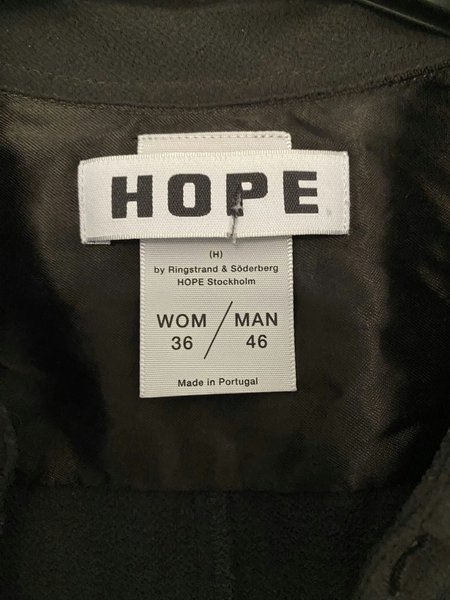 HOPE
(H)
by Ringstrand & Söderberg
HOPE Stockholm
WOM / MAN
36 / 46
Made in Portugal